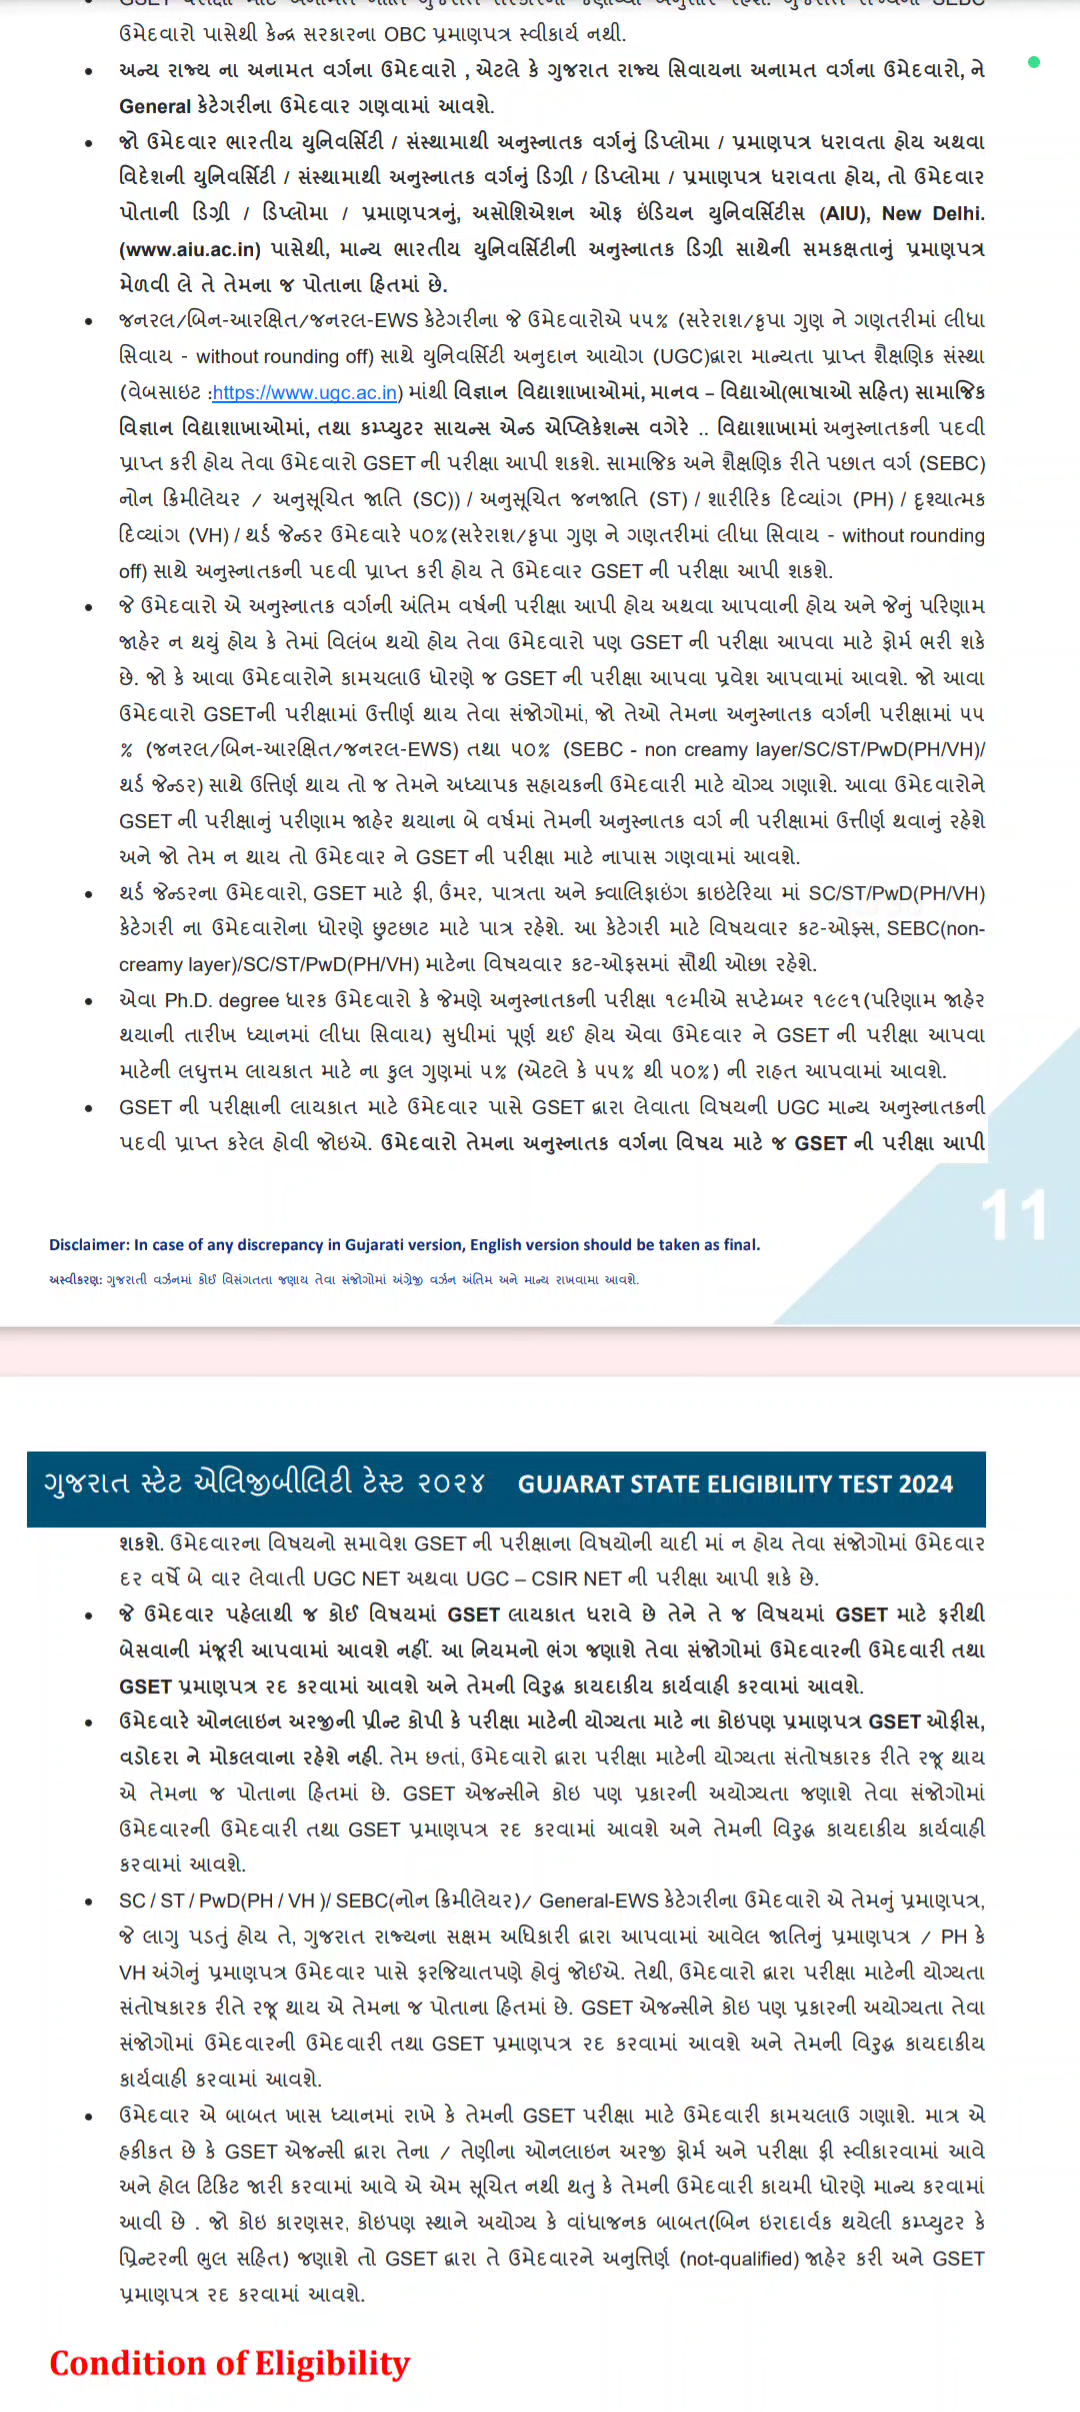 ઉમેદવારો પાસેથી કેન્દ્ર સરકારના OBC પ્રમાણપત્ર સ્વીકાર્ય નથી.
• અન્ય રાજ્ય ના અનામત વર્ગના ઉમેદવારો , એટલે કે ગુજરાત રાજ્ય સિવાયના અનામત વર્ગના ઉમેદવારો, ને
General કેટેગરીના ઉમેદવાર ગણવામાં આવશે.
• જો ઉમેદવાર ભારતીય યુનિવર્સિટી / સંસ્થામાથી અનુસ્નાતક વર્ગનું ડિપ્લોમા / પ્રમાણપત્ર ધરાવતા હોય અથવા
વિદેશની યુનિવર્સિટી / સંસ્થામાથી અનુસ્નાતક વર્ગનું ડિગ્રી / ડિપ્લોમા / પ્રમાણપત્ર ધરાવતા હોય, તો ઉમેદવાર
પોતાની ડિગ્રી / ડિપ્લોમા / પ્રમાણપત્રનું, અસોશિએશન ઓફ ઇંડિયન યુનિવર્સિટીસ (AIU), New Delhi.
(www.aiu.ac.in) પાસેથી, માન્ય ભારતીય યુનિવર્સિટીની અનુસ્નાતક ડિગ્રી સાથેની સમકક્ષતાનું પ્રમાણપત્ર
મેળવી લે તે તેમના જ પોતાના હિતમાં છે.
• જનરલ/બિન-આરક્ષિત/જનરલ-EWS કેટેગરીના જે ઉમેદવારોએ ૫૫% (સરેરાશ/કૃપા ગુણ ને ગણતરીમાં લીધા
સિવાય - without rounding off) સાથે યુનિવર્સિટી અનુદાન આયોગ (UGC)દ્વારા માન્યતા પ્રાપ્ત શૈક્ષણિક સંસ્થા
(વેબસાઇટ :https://www.ugc.ac.in) માંથી વિજ્ઞાન વિદ્યાશાખાઓમાં, માનવ – વિદ્યાઓ(ભાષાઓ સહિત) સામાજિક
વિજ્ઞાન વિદ્યાશાખાઓમાં, તથા કમ્પ્યુટર સાયન્સ એન્ડ એપ્લિકેશન્સ વગેરે .. વિદ્યાશાખામાં અનુસ્નાતકની પદવી
પ્રાપ્ત કરી હોય તેવા ઉમેદવારો GSET ની પરીક્ષા આપી શકશે. સામાજિક અને શૈક્ષણિક રીતે પછાત વર્ગ (SEBC)
નોન ક્રિમીલેયર / અનુસૂચિત જાતિ (SC)) / અનુસૂચિત જનજાતિ (ST) / શારીરિક દિવ્યાંગ (PH) / દૃશ્યાત્મક
દિવ્યાંગ (VH) / થર્ડ જેન્ડર ઉમેદવારે ૫૦%(સરેરાશ/કૃપા ગુણ ને ગણતરીમાં લીધા સિવાય - without rounding
off) સાથે અનુસ્નાતકની પદવી પ્રાપ્ત કરી હોય તે ઉમેદવાર GSET ની પરીક્ષા આપી શકશે.
• જે ઉમેદવારો એ અનુસ્નાતક વર્ગની અંતિમ વર્ષની પરીક્ષા આપી હોય અથવા આપવાની હોય અને જેનું પરિણામ
જાહેર ન થયું હોય કે તેમાં વિલંબ થયો હોય તેવા ઉમેદવારો પણ GSET ની પરીક્ષા આપવા માટે ફોર્મ ભરી શકે
છે. જો કે આવા ઉમેદવારોને કામચલાઉ ધોરણે જ GSET ની પરીક્ષા આપવા પ્રવેશ આપવામાં આવશે. જો આવા
ઉમેદવારો GSETની પરીક્ષામાં ઉત્તીર્ણ થાય તેવા સંજોગોમાં, જો તેઓ તેમના અનુસ્નાતક વર્ગની પરીક્ષામાં ૫૫
% (જનરલ/બિન-આરક્ષિત/જનરલ-EWS) તથા ૫૦% (SEBC - non creamy layer/SC/ST/PwD(PH/VH)/
થર્ડ જેન્ડર) સાથે ઉત્તિર્ણ થાય તો જ તેમને અધ્યાપક સહાયકની ઉમેદવારી માટે યોગ્ય ગણાશે. આવા ઉમેદવારોને
GSET ની પરીક્ષાનું પરીણામ જાહેર થયાના બે વર્ષમાં તેમની અનુસ્નાતક વર્ગ ની પરીક્ષામાં ઉત્તીર્ણ થવાનું રહેશે
અને જો તેમ ન થાય તો ઉમેદવાર ને GSET ની પરીક્ષા માટે નાપાસ ગણવામાં આવશે.
• થર્ડ જેન્ડરના ઉમેદવારો, GSET માટે ફી, ઉંમર, પાત્રતા અને ક્વાલિફાઇંગ ક્રાઇટેરિયા માં SC/ST/PwD(PH/VH)
કેટેગરી ના ઉમેદવારોના ધોરણે છુટછાટ માટે પાત્ર રહેશે. આ કેટેગરી માટે વિષયવાર કટ-ઓફ્સ, SEBC(non-
creamy layer)/SC/ST/PwD(PH/VH) માટેના વિષયવાર કટ-ઓફસમાં સૌથી ઓછા રહેશે.
• એવા Ph.D. degree ધારક ઉમેદવારો કે જેમણે અનુસ્નાતકની પરીક્ષા ૧૯મીએ સપ્ટેમ્બર ૧૯૯૧(પરિણામ જાહેર
થયાની તારીખ ધ્યાનમાં લીધા સિવાય) સુધીમાં પૂર્ણ થઈ હોય એવા ઉમેદવાર ને GSET ની પરીક્ષા આપવા
માટેની લઘુત્તમ લાયકાત માટે ના કુલ ગુણમાં ૫% (એટલે કે ૫૫% થી ૫૦%) ની રાહત આપવામાં આવશે.
• GSET ની પરીક્ષાની લાયકાત માટે ઉમેદવાર પાસે GSET દ્વારા લેવાતા વિષયની UGC માન્ય અનુસ્નાતકની
પદવી પ્રાપ્ત કરેલ હોવી જોઇએ. ઉમેદવારો તેમના અનુસ્નાતક વર્ગના વિષય માટે જ GSET ની પરીક્ષા આપી
11
Disclaimer: In case of any discrepancy in Gujarati version, English version should be taken as final.
અસ્વીકરણ: ગુજરાતી વર્ઝનમાં કોઈ વિસંગતતા જણાય તેવા સંજોગોમાં અંગ્રેજી વર્ઝન અંતિમ અને માન્ય રાખવામા આવશે.
ગુજરાત સ્ટેટ એલિજીબીલિટી ટેસ્ટ ૨૦૨૪ GUJARAT STATE ELIGIBILITY TEST 2024
શકશે. ઉમેદવારના વિષયનો સમાવેશ GSET ની પરીક્ષાના વિષયોની યાદી માં ન હોય તેવા સંજોગોમાં ઉમેદવાર
દર વર્ષે બે વાર લેવાતી UGC NET અથવા UGC – CSIR NET ની પરીક્ષા આપી શકે છે.
• જે ઉમેદવાર પહેલાથી જ કોઈ વિષયમાં GSET લાયકાત ધરાવે છે તેને તે જ વિષયમાં GSET માટે ફરીથી
બેસવાની મંજૂરી આપવામાં આવશે નહીં. આ નિયમનો ભંગ જણાશે તેવા સંજોગોમાં ઉમેદવારની ઉમેદવારી તથા
GSET પ્રમાણપત્ર રદ કરવામાં આવશે અને તેમની વિરુદ્ધ કાયદાકીય કાર્યવાહી કરવામાં આવશે.
• ઉમેદવારે ઓનલાઇન અરજીની પ્રીન્ટ કોપી કે પરીક્ષા માટેની યોગ્યતા માટે ના કોઇપણ પ્રમાણપત્ર GSET ઓફીસ,
વડોદરા ને મોકલવાના રહેશે નહી. તેમ છતાં, ઉમેદવારો દ્વારા પરીક્ષા માટેની યોગ્યતા સંતોષકારક રીતે રજૂ થાય
એ તેમના જ પોતાના હિતમાં છે. GSET એજન્સીને કોઇ પણ પ્રકારની અયોગ્યતા જણાશે તેવા સંજોગોમાં
ઉમેદવારની ઉમેદવારી તથા GSET પ્રમાણપત્ર રદ કરવામાં આવશે અને તેમની વિરુદ્ધ કાયદાકીય કાર્યવાહી
કરવામાં આવશે.
• SC / ST / PwD(PH / VH )/ SEBC(નોન ક્રિમીલેયર)/ General-EWS કેટેગરીના ઉમેદવારો એ તેમનું પ્રમાણપત્ર,
જે લાગુ પડતું હોય તે, ગુજરાત રાજ્યના સક્ષમ અધિકારી દ્વારા આપવામાં આવેલ જાતિનું પ્રમાણપત્ર / PH કે
VH અંગેનું પ્રમાણપત્ર ઉમેદવાર પાસે ફરજિયાતપણે હોવું જોઈએ. તેથી, ઉમેદવારો દ્વારા પરીક્ષા માટેની યોગ્યતા
સંતોષકારક રીતે રજૂ થાય એ તેમના જ પોતાના હિતમાં છે. GSET એજન્સીને કોઇ પણ પ્રકારની અયોગ્યતા તેવા
સંજોગોમાં ઉમેદવારની ઉમેદવારી તથા GSET પ્રમાણપત્ર રદ કરવામાં આવશે અને તેમની વિરુદ્ધ કાયદાકીય
કાર્યવાહી કરવામાં આવશે.
• ઉમેદવાર એ બાબત ખાસ ધ્યાનમાં રાખે કે તેમની GSET પરીક્ષા માટે ઉમેદવારી કામચલાઉ ગણાશે. માત્ર એ
હકીકત છે કે GSET એજન્સી દ્વારા તેના / તેણીના ઓનલાઇન અરજી ફોર્મ અને પરીક્ષા ફી સ્વીકારવામાં આવે
અને હોલ ટિકિટ જારી કરવામાં આવે એ એમ સૂચિત નથી થતુ કે તેમની ઉમેદવારી કાયમી ધોરણે માન્ય કરવામાં
આવી છે . જો કોઇ કારણસર, કોઇપણ સ્થાને અયોગ્ય કે વાંધાજનક બાબત(બિન ઇરાદાર્વક થયેલી કમ્પ્યુટર કે
પ્રિન્ટરની ભુલ સહિત) જણાશે તો GSET દ્વારા તે ઉમેદવારને અનુત્તિર્ણ (not-qualified) જાહેર કરી અને GSET
પ્રમાણપત્ર રદ કરવામાં આવશે.
Condition of Eligibility